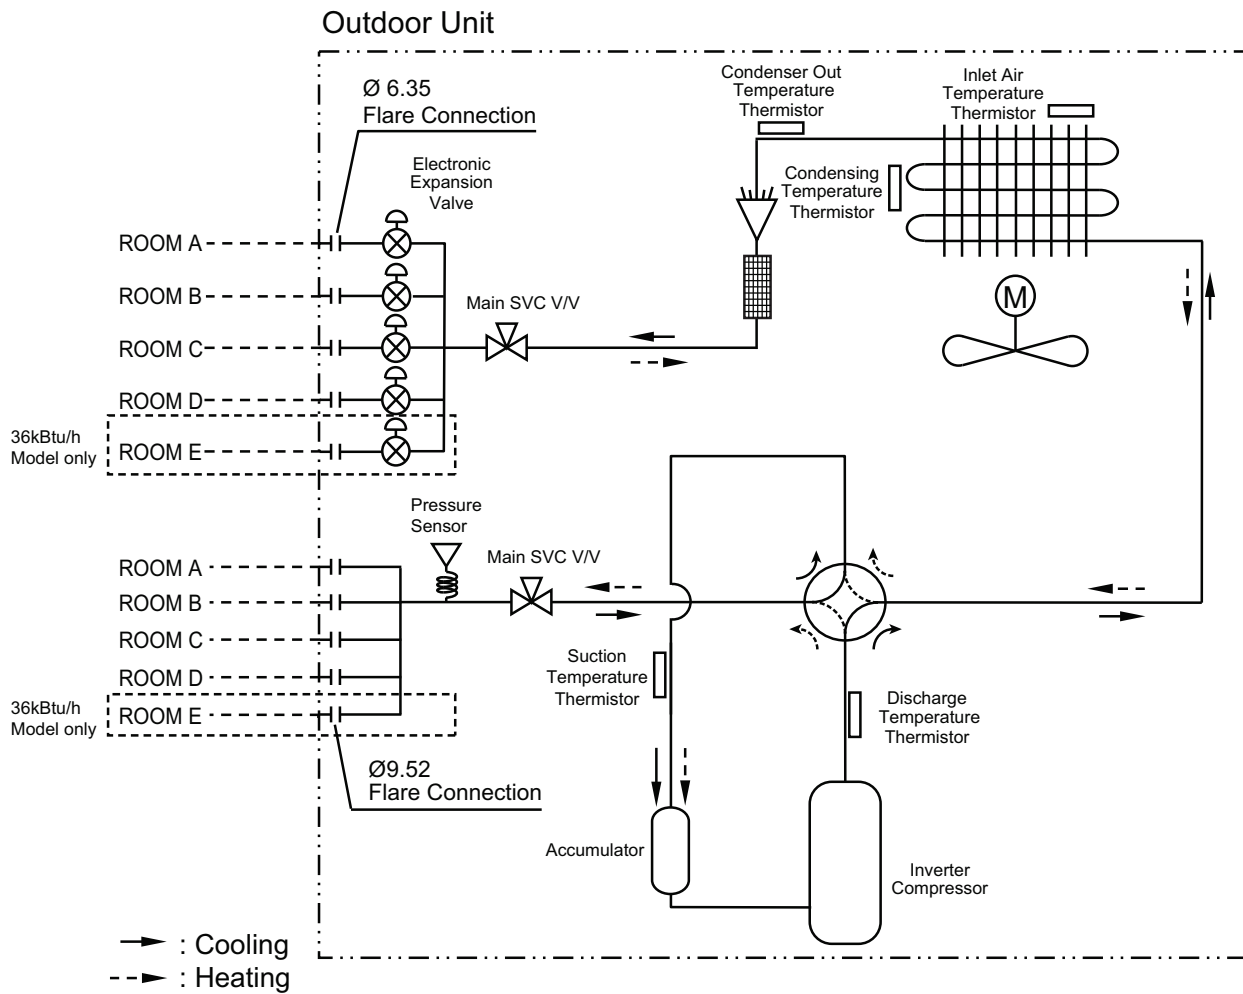 Outdoor Unit
Ø 6.35
Flare Connection
Condenser Out
Temperature
Thermistor
Inlet Air
Temperature
Thermistor
Electronic
Expansion
Valve
Condensing
Temperature
Thermistor
ROOM A
ROOM B
ROOM C
ROOM D
ROOM E
36kBtu/h
Model only
Main SVC V/V
M
Pressure
Sensor
Main SVC V/V
ROOM A
ROOM B
ROOM C
ROOM D
ROOM E
36kBtu/h
Model only
Suction
Temperature
Thermistor
Discharge
Temperature
Thermistor
Ø9.52
Flare Connection
Accumulator
Inverter
Compressor
: Cooling
: Heating